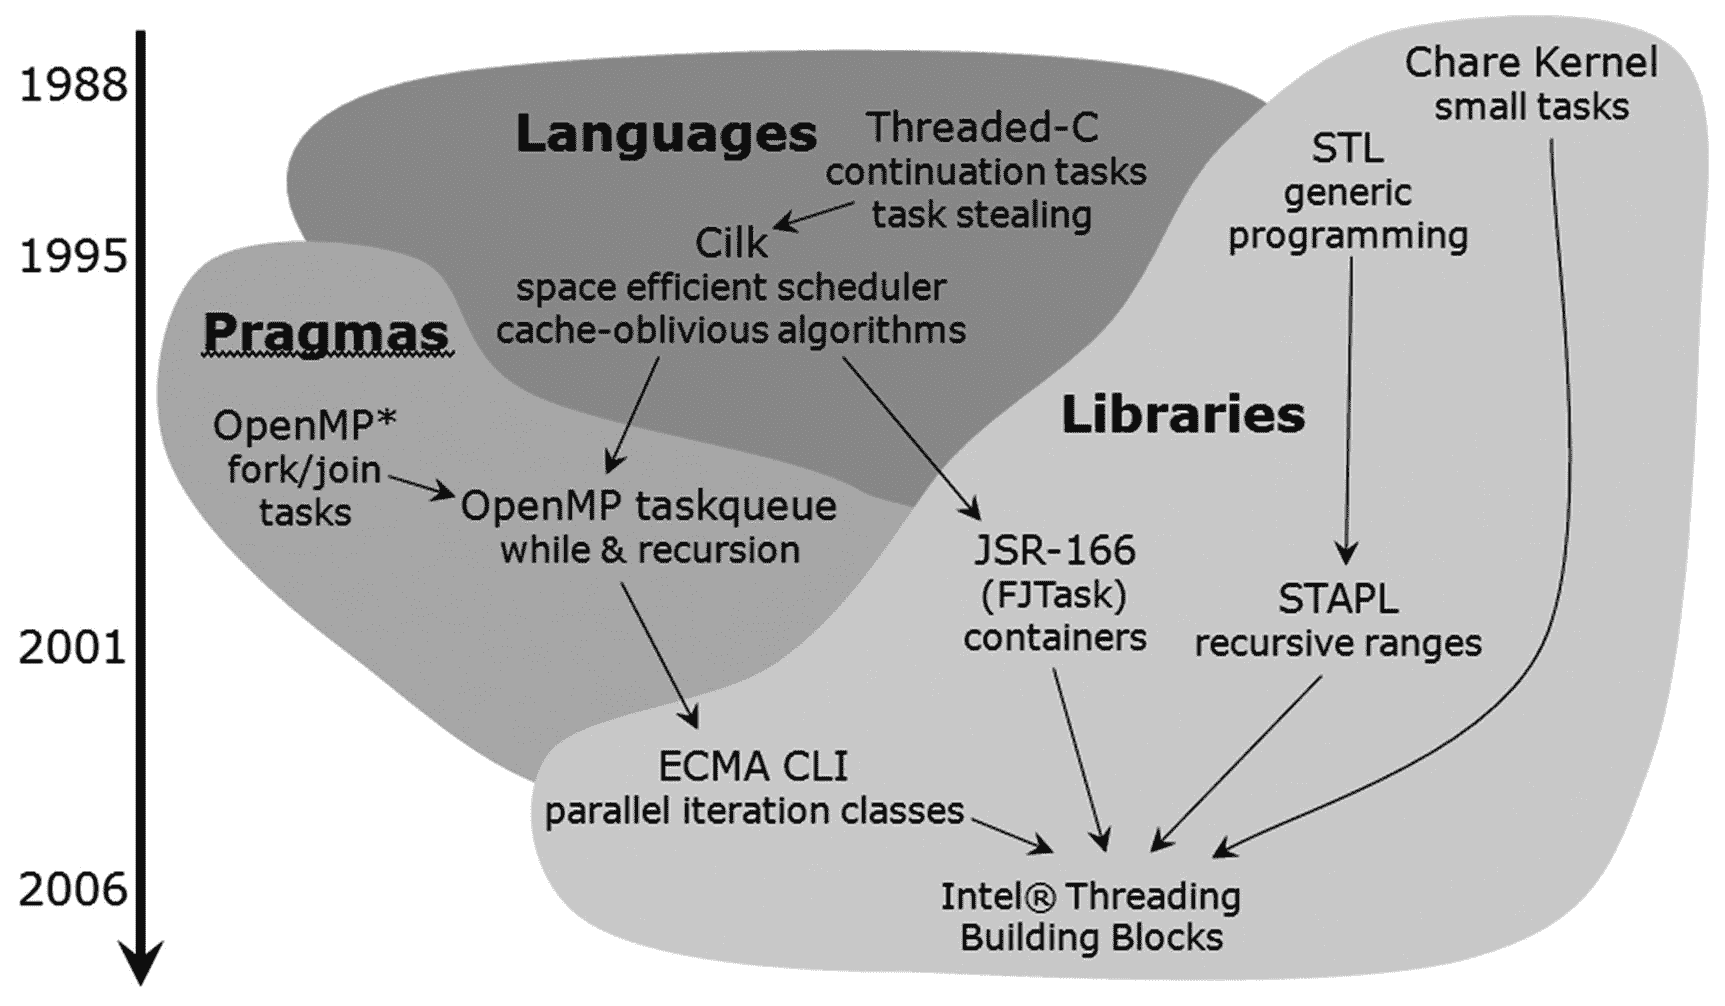 1988
1995
2001
2006
Languages
Threaded-C
continuation tasks
task stealing
Cilk
space efficient scheduler
cache-oblivious algorithms
Pragmas
OpenMP*
fork/join
tasks
OpenMP taskqueue
while & recursion
Libraries
Chare Kernel
small tasks
STL
generic
programming
JSR-166
(FJTask)
containers
STAPL
recursive ranges
ECMA CLI
parallel iteration classes
Intel® Threading
Building Blocks